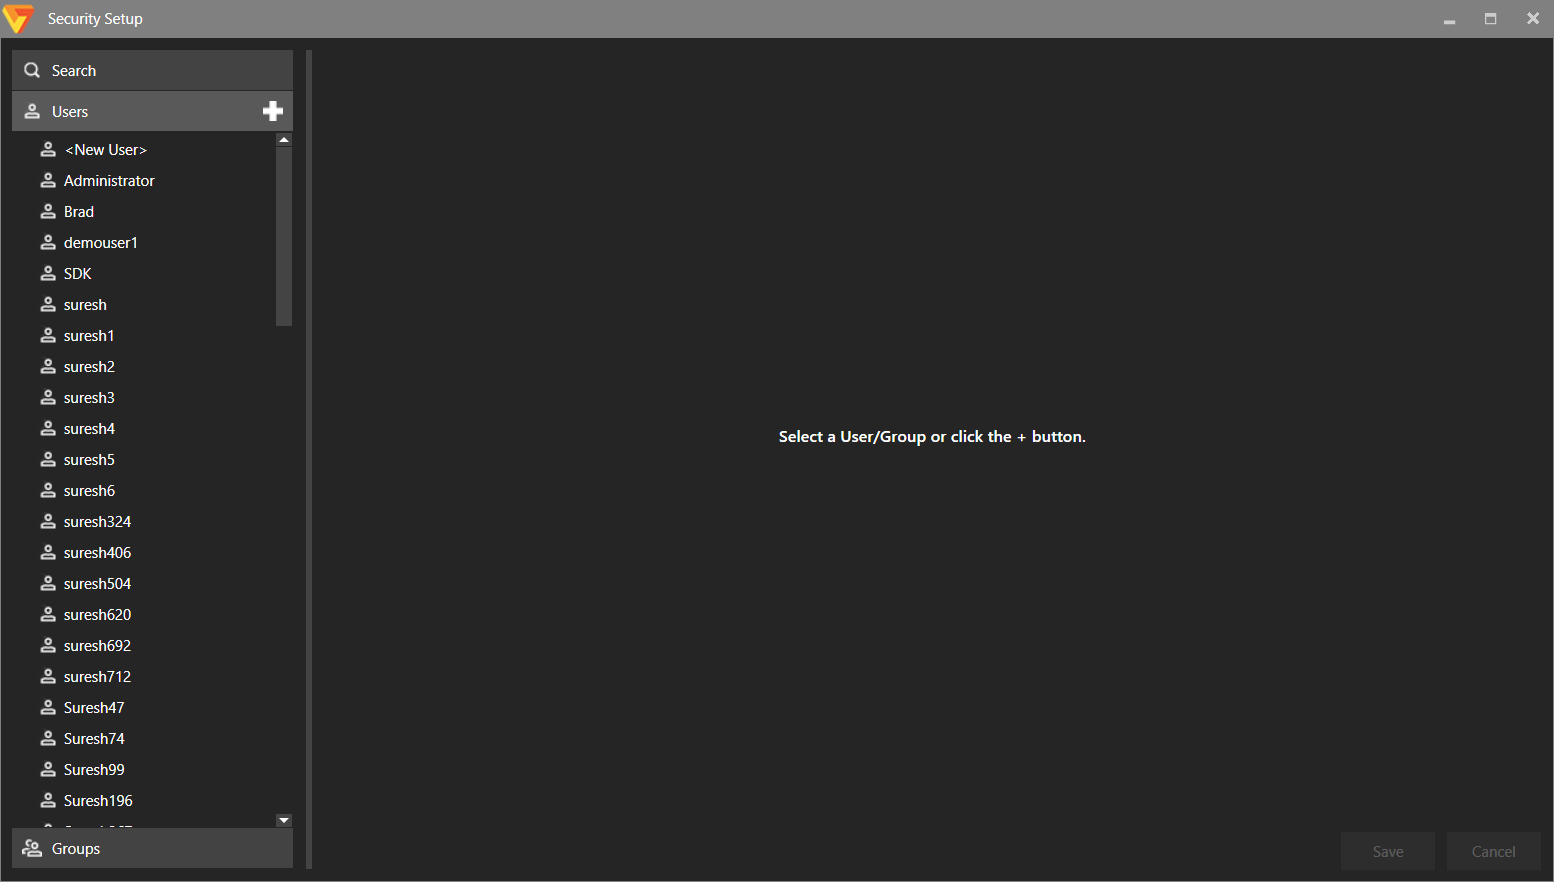 Security Setup
Search
Users
<New User>
Administrator
Brad
demouser1
SDK
suresh
suresh1
suresh2
suresh3
suresh4
suresh5
suresh6
suresh324
suresh406
suresh504
suresh620
suresh692
suresh712
Suresh47
Suresh74
Suresh99
Suresh196
Groups
Select a User/Group or click the + button.
Save
Cancel